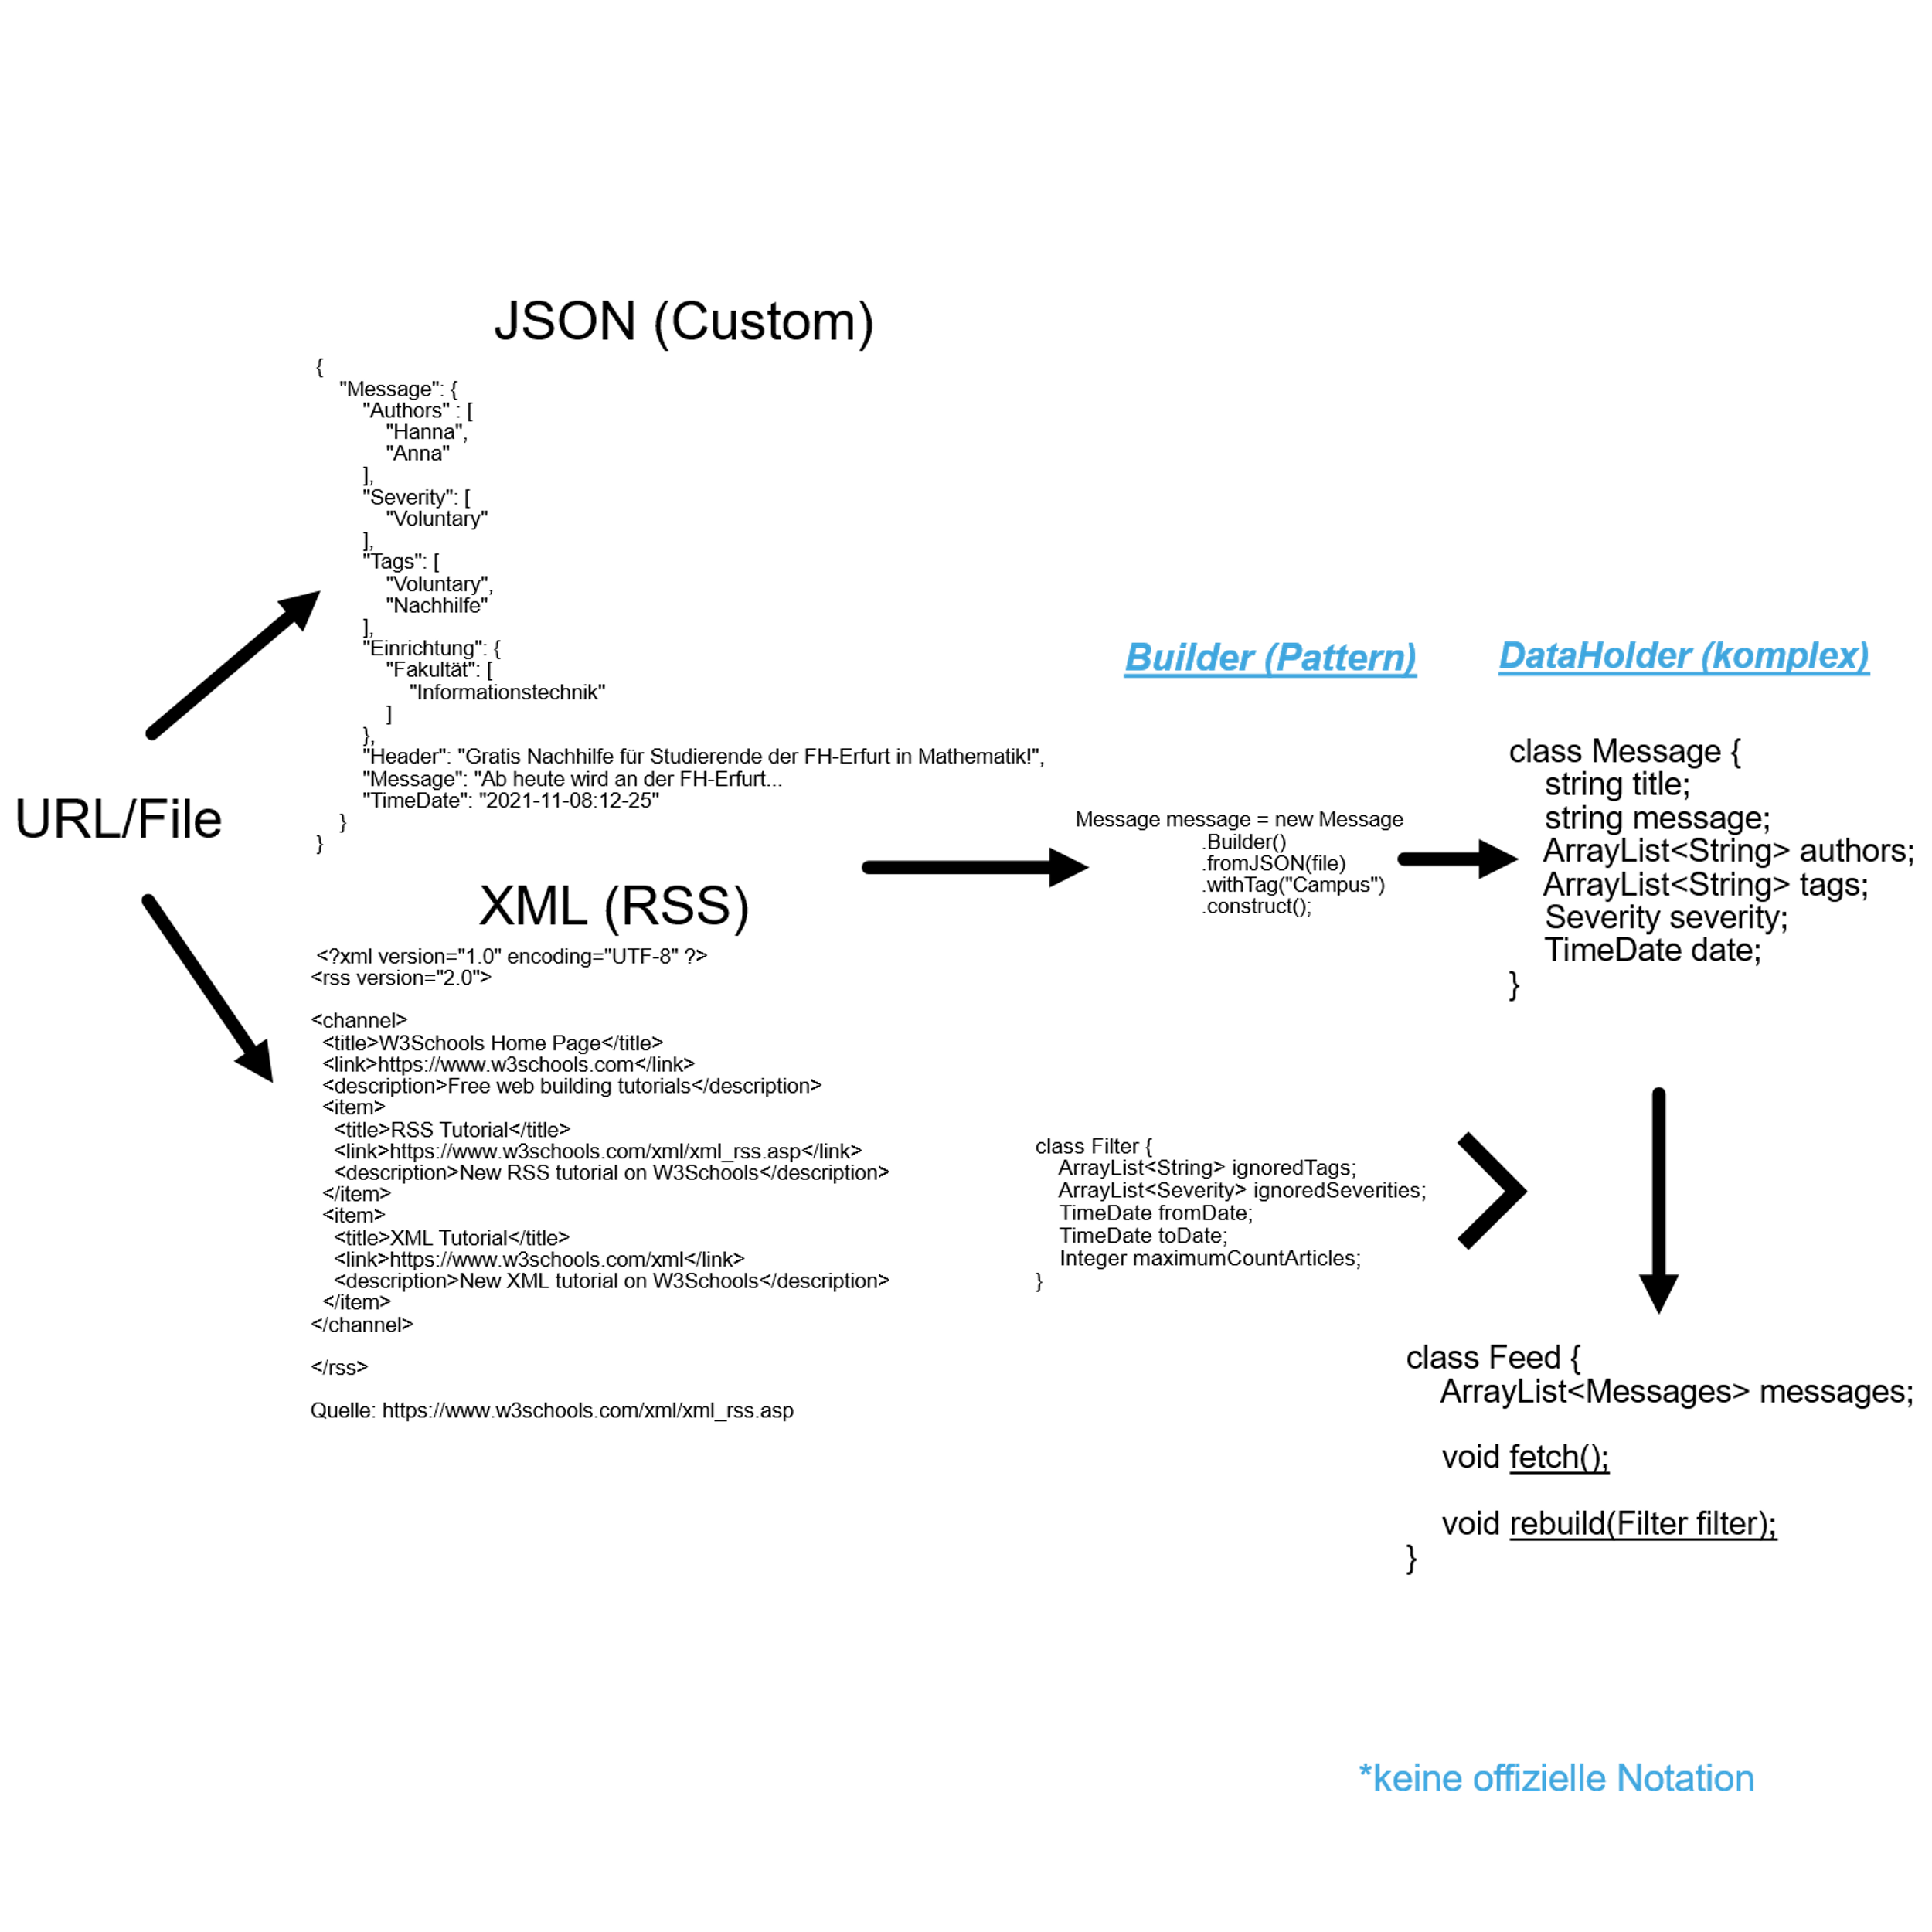 JSON (Custom)
{
"Message": {
"Authors" : [
"Hanna",
"Anna"
],
"Severity": [
"Voluntary"
],
"Tags": [
"Voluntary",
"Nachhilfe"
],
"Einrichtung": {
"Fakultät": [
"Informationstechnik"
]
},
"Header": "Gratis Nachhilfe für Studierende der FH-Erfurt in Mathematik!",
"Message": "Ab heute wird an der FH-Erfurt...
"TimeDate": "2021-11-08:12-25"
}
}
URL/File
XML (RSS)
<?xml version="1.0" encoding="UTF-8" ?>
<rss version="2.0">
<channel>
<title>W3Schools Home Page</title>
<link>https://www.w3schools.com</link>
<description>Free web building tutorials</description>
<item>
<title>RSS Tutorial</title>
<link>https://www.w3schools.com/xml/xml_rss.asp</link>
<description>New RSS tutorial on W3Schools</description>
</item>
<item>
<title>XML Tutorial</title>
<link>https://www.w3schools.com/xml</link>
<description>New XML tutorial on W3Schools</description>
</item>
</channel>
</rss>
Quelle: https://www.w3schools.com/xml/xml_rss.asp
Builder (Pattern)
Message message = new Message
.Builder()
.fromJSON(file)
.withTag("Campus")
.construct();
DataHolder (komplex)
class Message {
string title;
string message;
ArrayList<String> authors;
ArrayList<String> tags;
Severity severity;
TimeDate date;
}
class Filter {
ArrayList<String> ignoredTags;
ArrayList<Severity> ignoredSeverities;
TimeDate fromDate;
TimeDate toDate;
Integer maximumCountArticles;
}
class Feed {
ArrayList<Messages> messages;
void fetch();
void rebuild(Filter filter);
}
*keine offizielle Notation